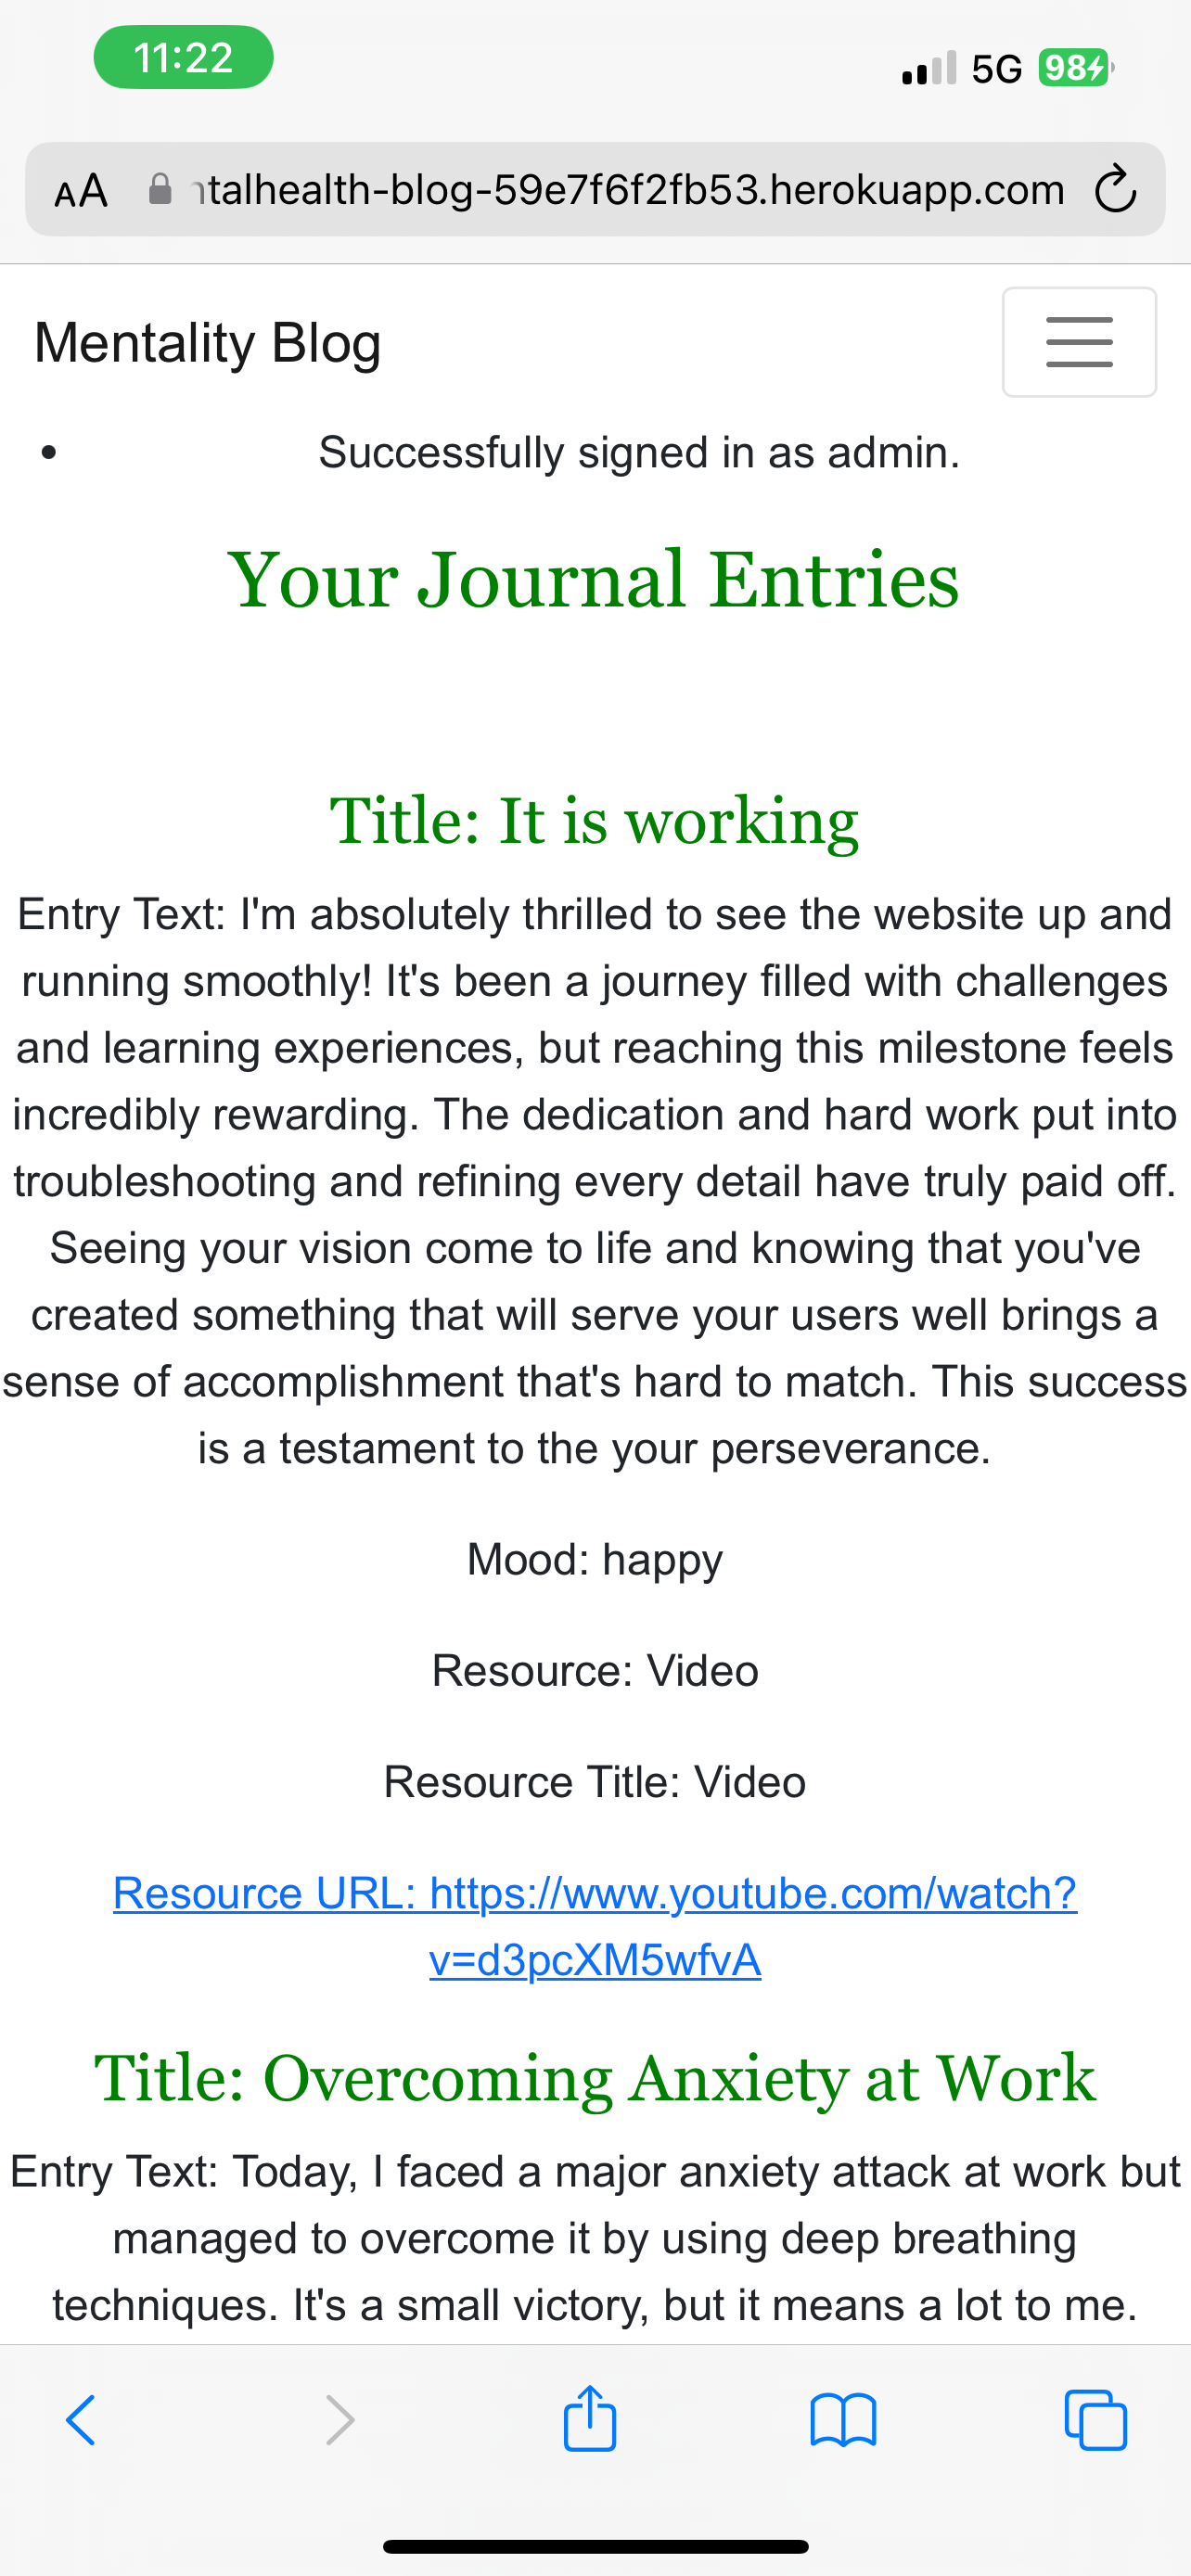 11:22
5G 98
AA talhealth-blog-59e7f6f2fb53.herokuapp.com
Mentality Blog
• Successfully signed in as admin.
Your Journal Entries
Title: It is working
Entry Text: I'm absolutely thrilled to see the website up and
running smoothly! It's been a journey filled with challenges
and learning experiences, but reaching this milestone feels
incredibly rewarding. The dedication and hard work put into
troubleshooting and refining every detail have truly paid off.
Seeing your vision come to life and knowing that you've
created something that will serve your users well brings a
sense of accomplishment that's hard to match. This success
is a testament to the your perseverance.
Mood: happy
Resource: Video
Resource Title: Video
Resource URL: https://www.youtube.com/watch?
v=d3pcXM5wfvA
Title: Overcoming Anxiety at Work
Entry Text: Today, I faced a major anxiety attack at work but
managed to overcome it by using deep breathing
techniques. It's a small victory, but it means a lot to me.